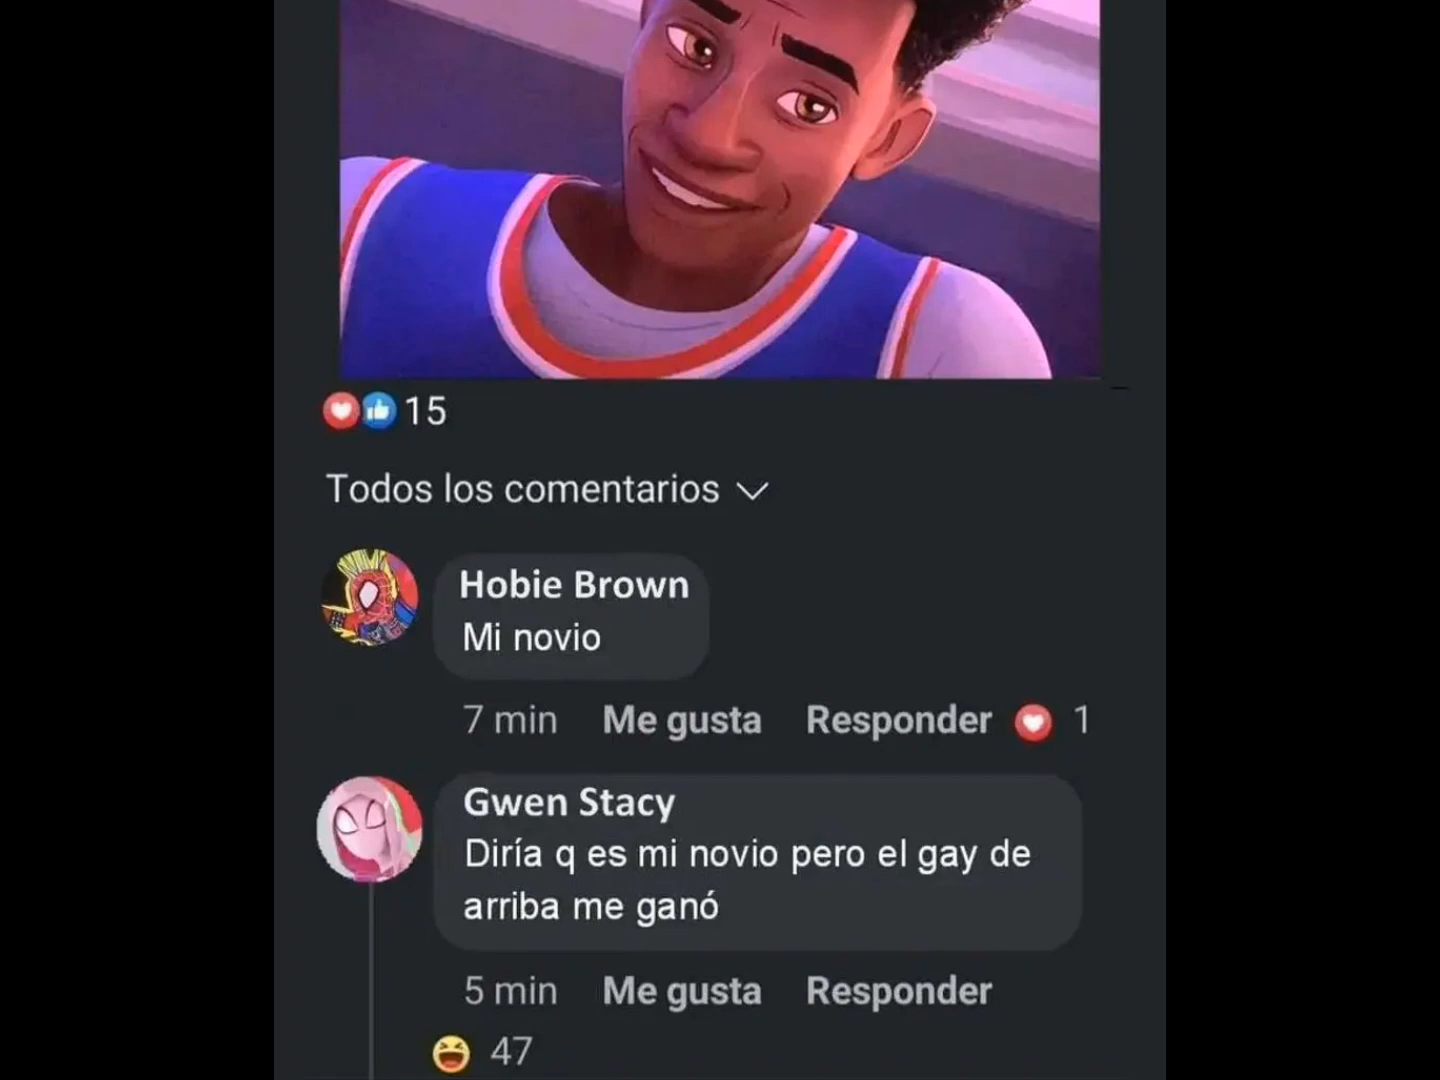 15
Todos los comentarios
Hobie Brown
Mi novio
7 min Me gusta Responder 1
Gwen Stacy
Diría q es mi novio pero el gay de
arriba me ganó
5 min Me gusta Responder
47